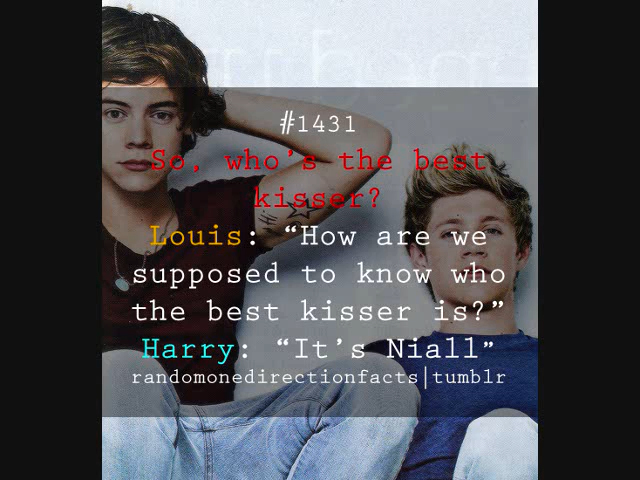 #1431
So, who's the best
kisser?
Louis: “How are we
supposed to know who
the best kisser is?”
Harry: “It's Niall”
randomonedirectionfacts|tumblr